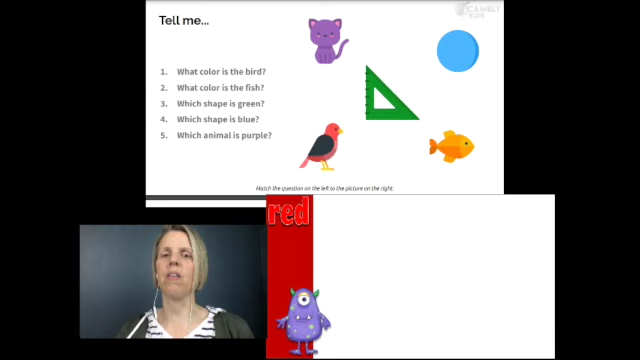 CAMBLY
KIDS
Tell me...
1. What color is the bird?
2. What color is the fish?
3. Which shape is green?
4. Which shape is blue?
5. Which animal is purple?
Match the question on the left to the picture on the right.
red